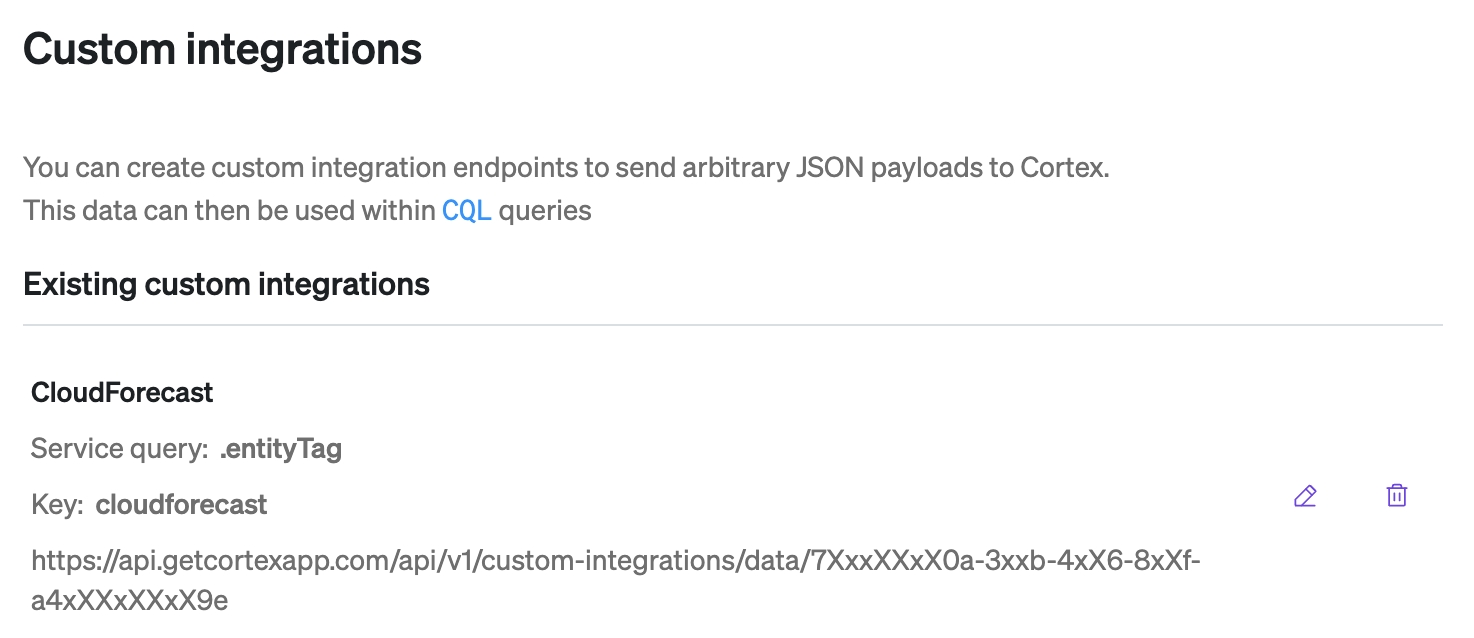 Custom integrations
You can create custom integration endpoints to send arbitrary JSON payloads to Cortex.
This data can then be used within CQL queries
Existing custom integrations
CloudForecast
Service query: .entityTag
Key: cloudforecast
https://api.getcortexapp.com/api/v1/custom-integrations/data/7XxxXXxX0a-3xxb-4xX6-8xXf-
a4xXXxXXxX9e